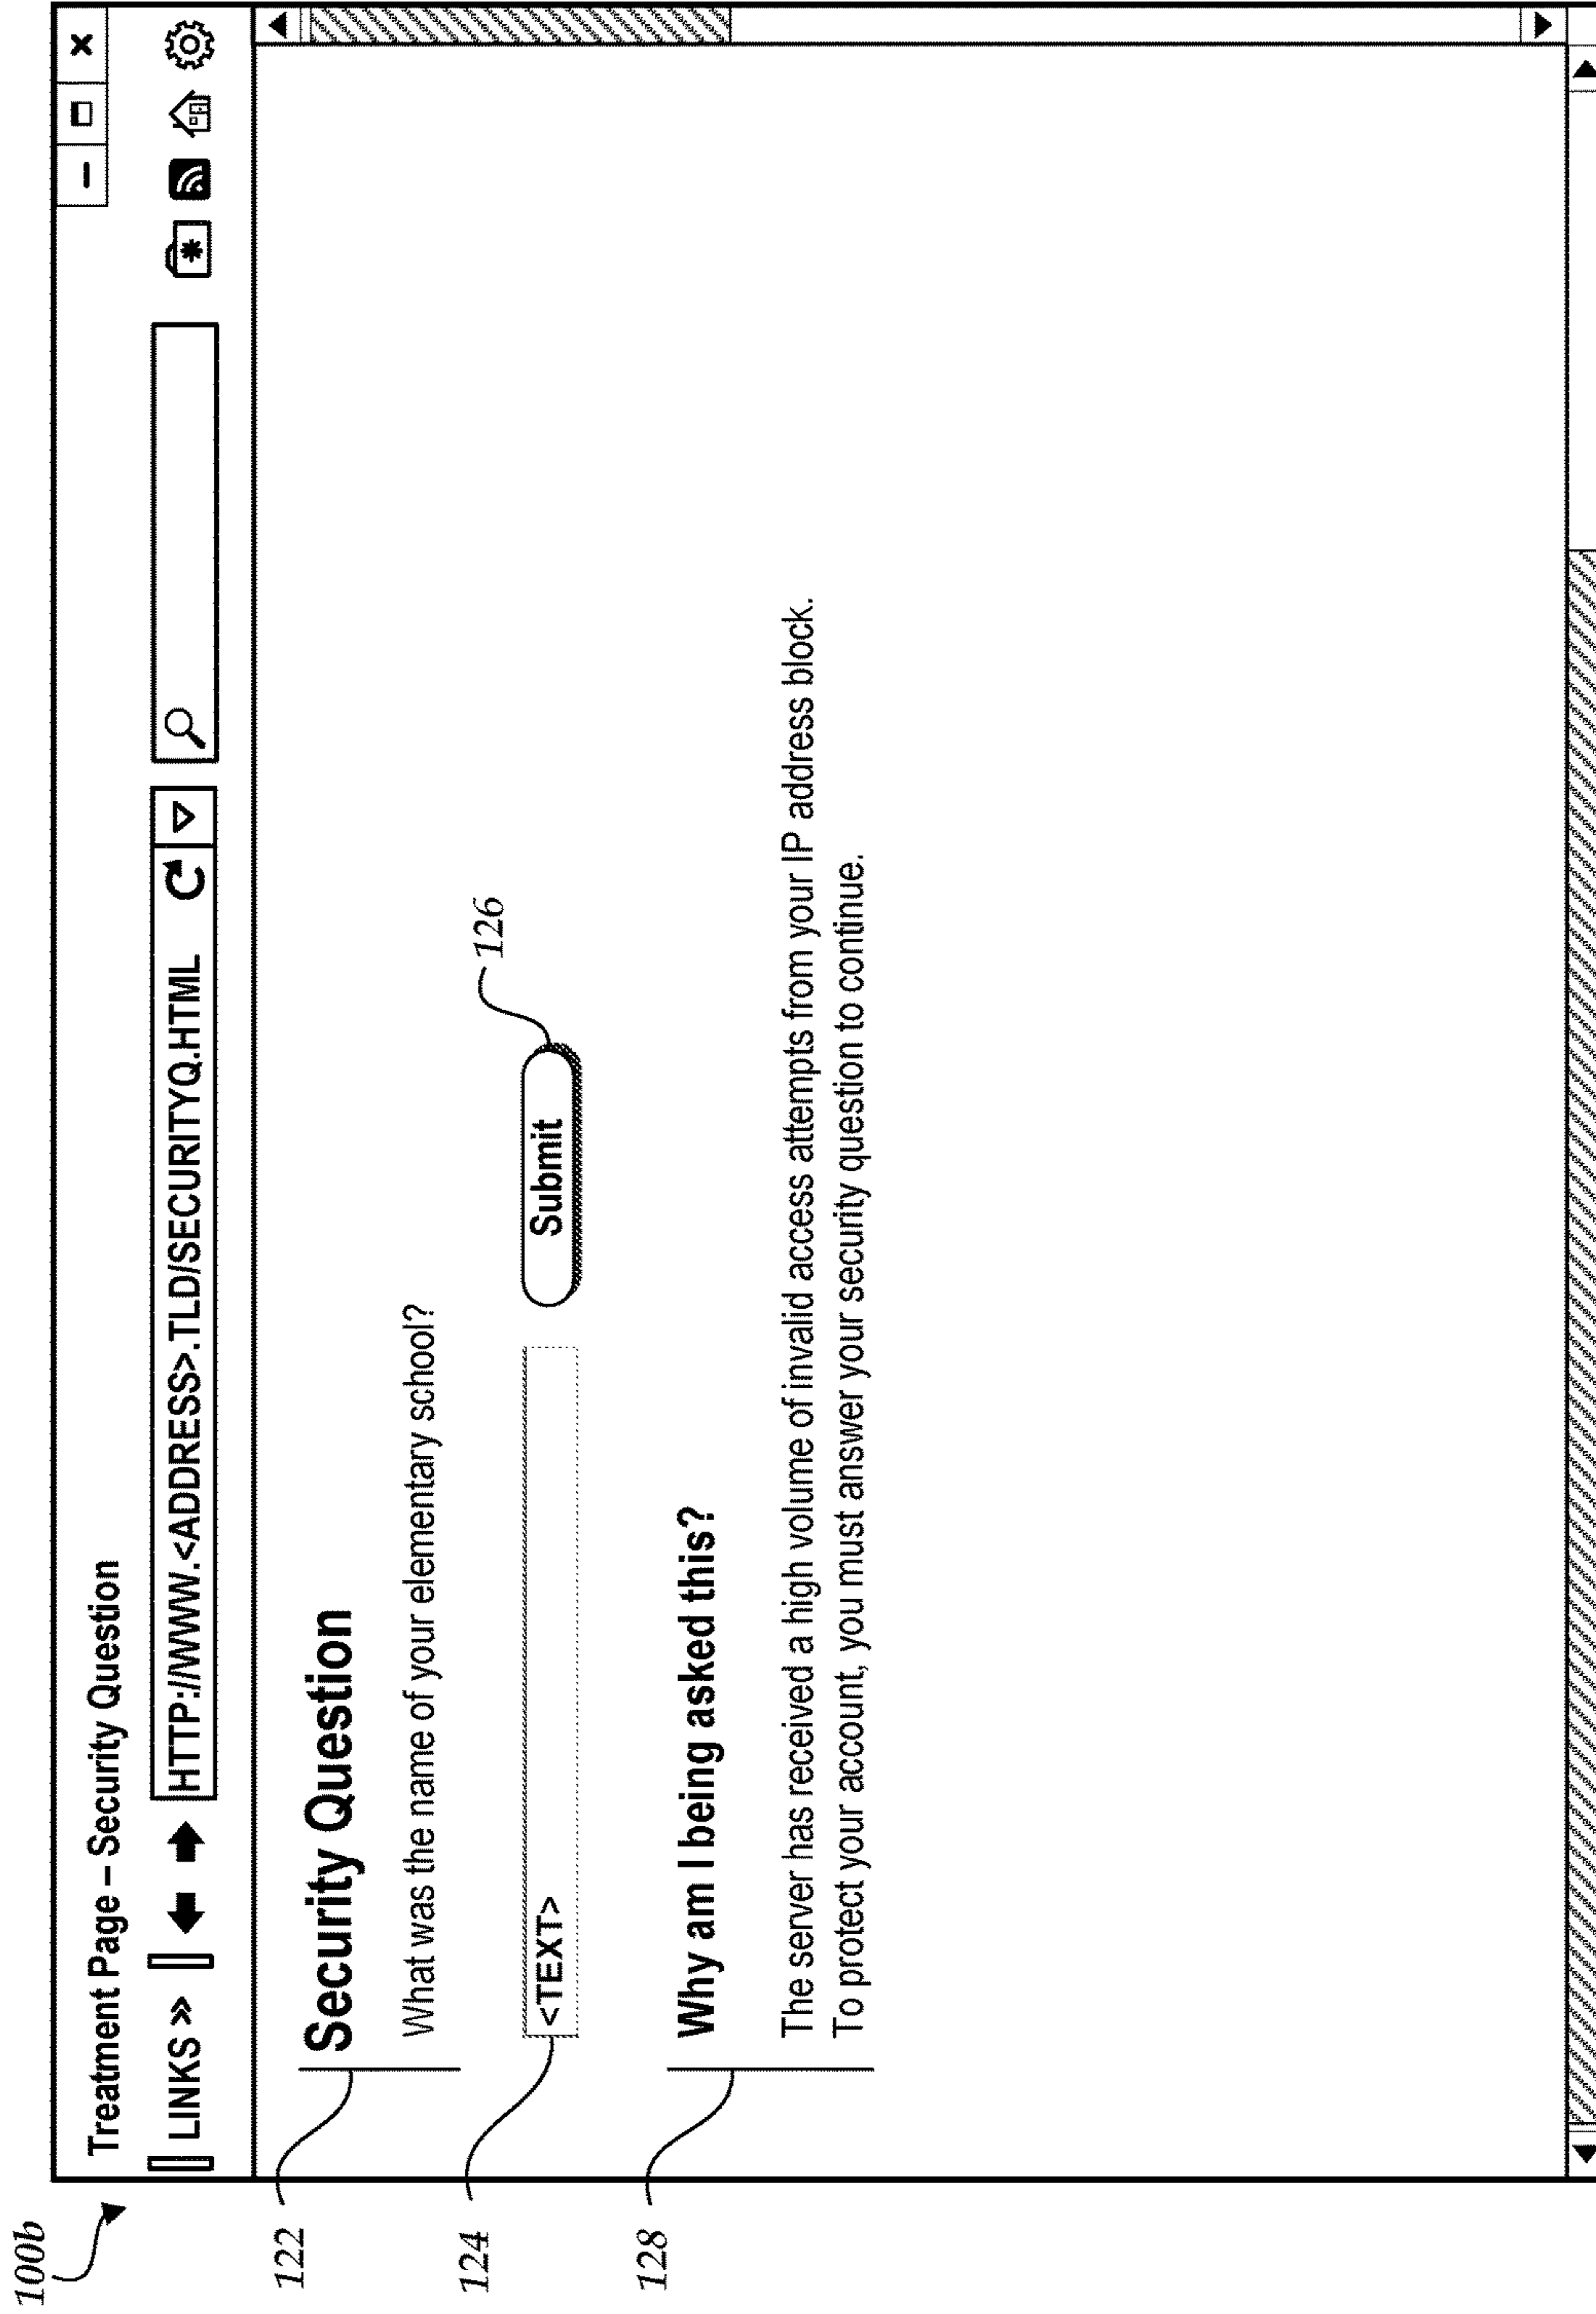 100b
Treatment Page – Security Question
LINKS »
HTTP://WWW.<ADDRESS>.TLD/SECURITYQ.HTML
122
Security Question
What was the name of your elementary school?
124
<TEXT>
Submit
126
128
Why am I being asked this?
The server has received a high volume of invalid access attempts from your IP address block.
To protect your account, you must answer your security question to continue.